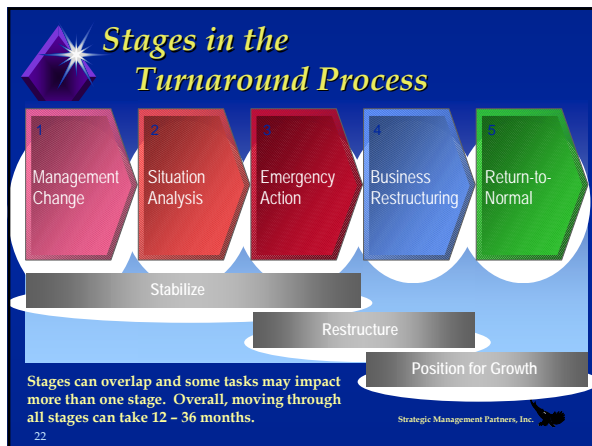 Stages in the
Turnaround Process
1
2
3
4
5
Management
Change
Situation
Analysis
Emergency
Action
Business
Restructuring
Return-to-
Normal
Stabilize
Restructure
Position for Growth
Stages can overlap and some tasks may impact
more than one stage.  Overall, moving through
all stages can take 12 – 36 months.
Strategic Management Partners, Inc.
22